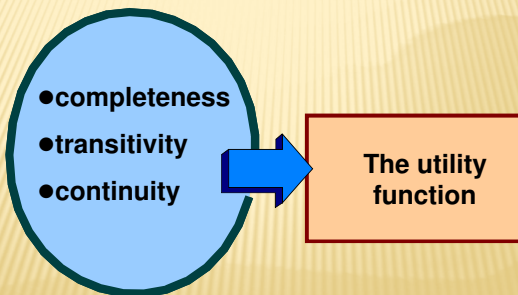 ●completeness
●transitivity
●continuity
The utility
function